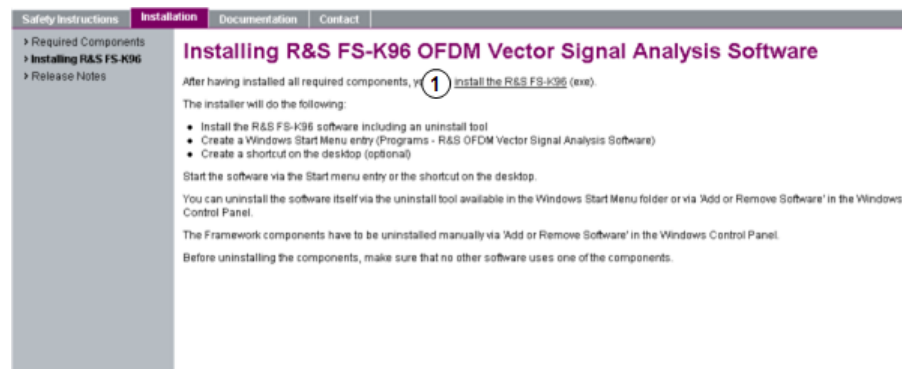 Safety Instructions Installation Documentation Contact
Required Components
Installing R&S FS-K96
Release Notes
Installing R&S FS-K96 OFDM Vector Signal Analysis Software
After having installed all required components, y 1 install the R&S FS-K96 (exe).
The installer will do the following:
Install the R&S FS-K96 software including an uninstall tool
Create a Windows Start Menu entry (Programs - R&S OFDM Vector Signal Analysis Software)
Create a shortcut on the desktop (optional)
Start the software via the Start menu entry or the shortcut on the desktop.
You can uninstall the software itself via the uninstall tool available in the Windows Start Menu folder or via 'Add or Remove Software' in the Windows
Control Panel.
The Framework components have to be uninstalled manually via 'Add or Remove Software' in the Windows Control Panel.
Before uninstalling the components, make sure that no other software uses one of the components.